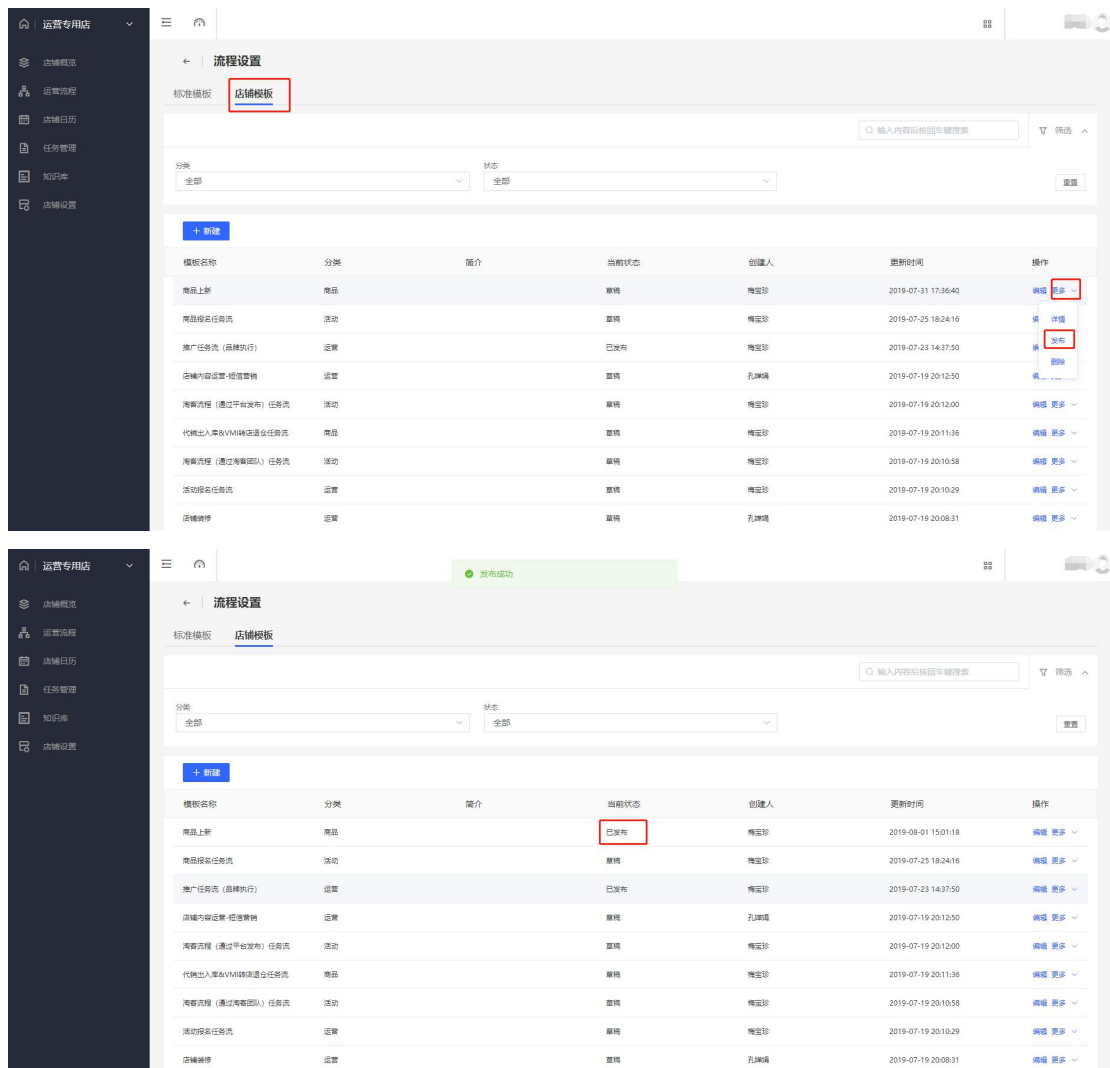 运营专用店
流程设置
店铺概览
标准模板 店铺模板
运营流程
店铺日历
输入内容后按回车键搜索 筛选
任务管理
知识库
分类 状态
全部 全部 重置
店铺设置
+ 新建
模板名称 分类 简介 当前状态 创建人 更新时间 操作
商品上新 商品 草稿 梅宝珍 2019-07-31 17:36:40 编辑 更多
商品报名任务流 活动 草稿 梅宝珍 2019-07-25 18:24:16 详情
推广任务流（品牌执行） 运营 已发布 梅宝珍 2019-07-23 14:37:50 发布
删除
店铺内容运营-短信营销 运营 草稿 孔婵娟 2019-07-19 20:12:50
淘客流程（通过平台发布）任务流 活动 草稿 梅宝珍 2019-07-19 20:12:00 编辑 更多
代销出入库&VMI转店退仓任务流 商品 草稿 梅宝珍 2019-07-19 20:11:36 编辑 更多
淘客流程（通过淘客团队）任务流 活动 草稿 梅宝珍 2019-07-19 20:10:58 编辑 更多
活动报名任务流 运营 草稿 梅宝珍 2019-07-19 20:10:29 编辑 更多
店铺装修 运营 草稿 孔婵娟 2019-07-19 20:08:31 编辑 更多
运营专用店
发布成功
流程设置
店铺概览
标准模板 店铺模板
运营流程
店铺日历
输入内容后按回车键搜索 筛选
任务管理
知识库
分类 状态
全部 全部 重置
店铺设置
+ 新建
模板名称 分类 简介 当前状态 创建人 更新时间 操作
商品上新 商品 已发布 梅宝珍 2019-08-01 15:01:18 编辑 更多
商品报名任务流 活动 草稿 梅宝珍 2019-07-25 18:24:16 编辑 更多
推广任务流（品牌执行） 运营 已发布 梅宝珍 2019-07-23 14:37:50 编辑 更多
店铺内容运营-短信营销 运营 草稿 孔婵娟 2019-07-19 20:12:50 编辑 更多
淘客流程（通过平台发布）任务流 活动 草稿 梅宝珍 2019-07-19 20:12:00 编辑 更多
代销出入库&VMI转店退仓任务流 商品 草稿 梅宝珍 2019-07-19 20:11:36 编辑 更多
淘客流程（通过淘客团队）任务流 活动 草稿 梅宝珍 2019-07-19 20:10:58 编辑 更多
活动报名任务流 运营 草稿 梅宝珍 2019-07-19 20:10:29 编辑 更多
店铺装修 运营 草稿 孔婵娟 2019-07-19 20:08:31 编辑 更多